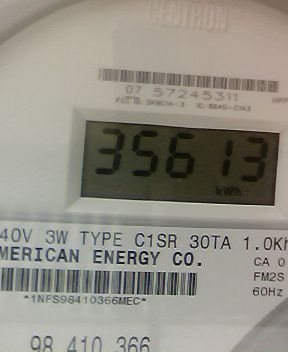 CENTRON
07 57245311
35613
kWh
40V 3W TYPE C1SR 30TA 1.0Kh
MERICAN ENERGY CO.
CA 0
FM2S
60Hz
*1NFS98410366MEC*
98 410 366